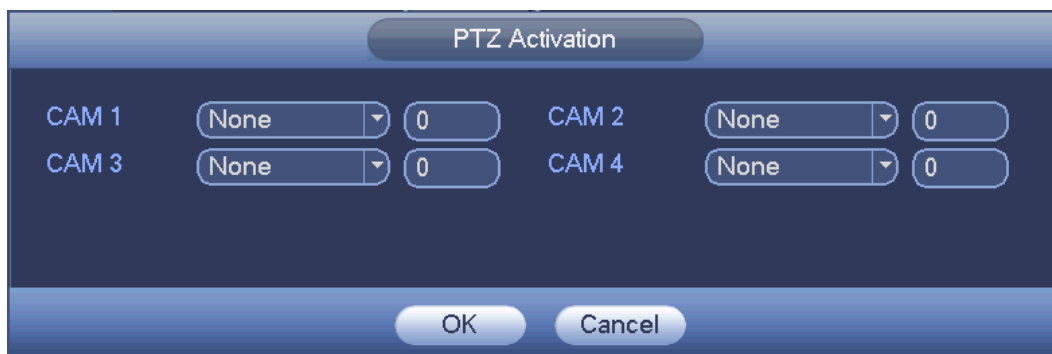 PTZ Activation
CAM 1 None 0 CAM 2 None 0
CAM 3 None 0 CAM 4 None 0
OK Cancel